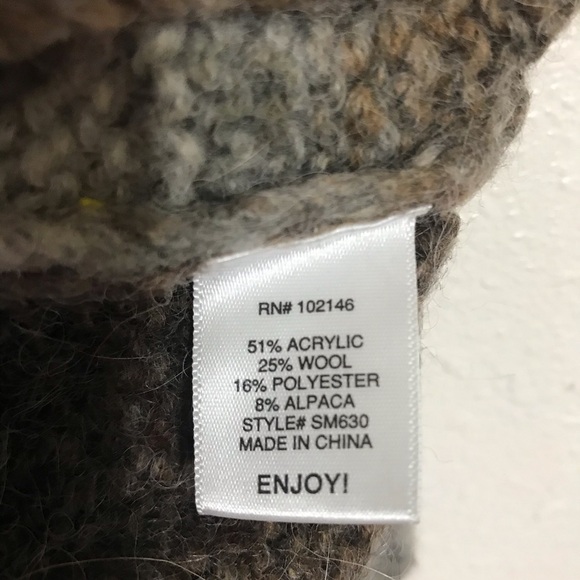 RN# 102146
51% ACRYLIC
25% WOOL
16% POLYESTER
8% ALPACA
STYLE# SM630
MADE IN CHINA
ENJOY!